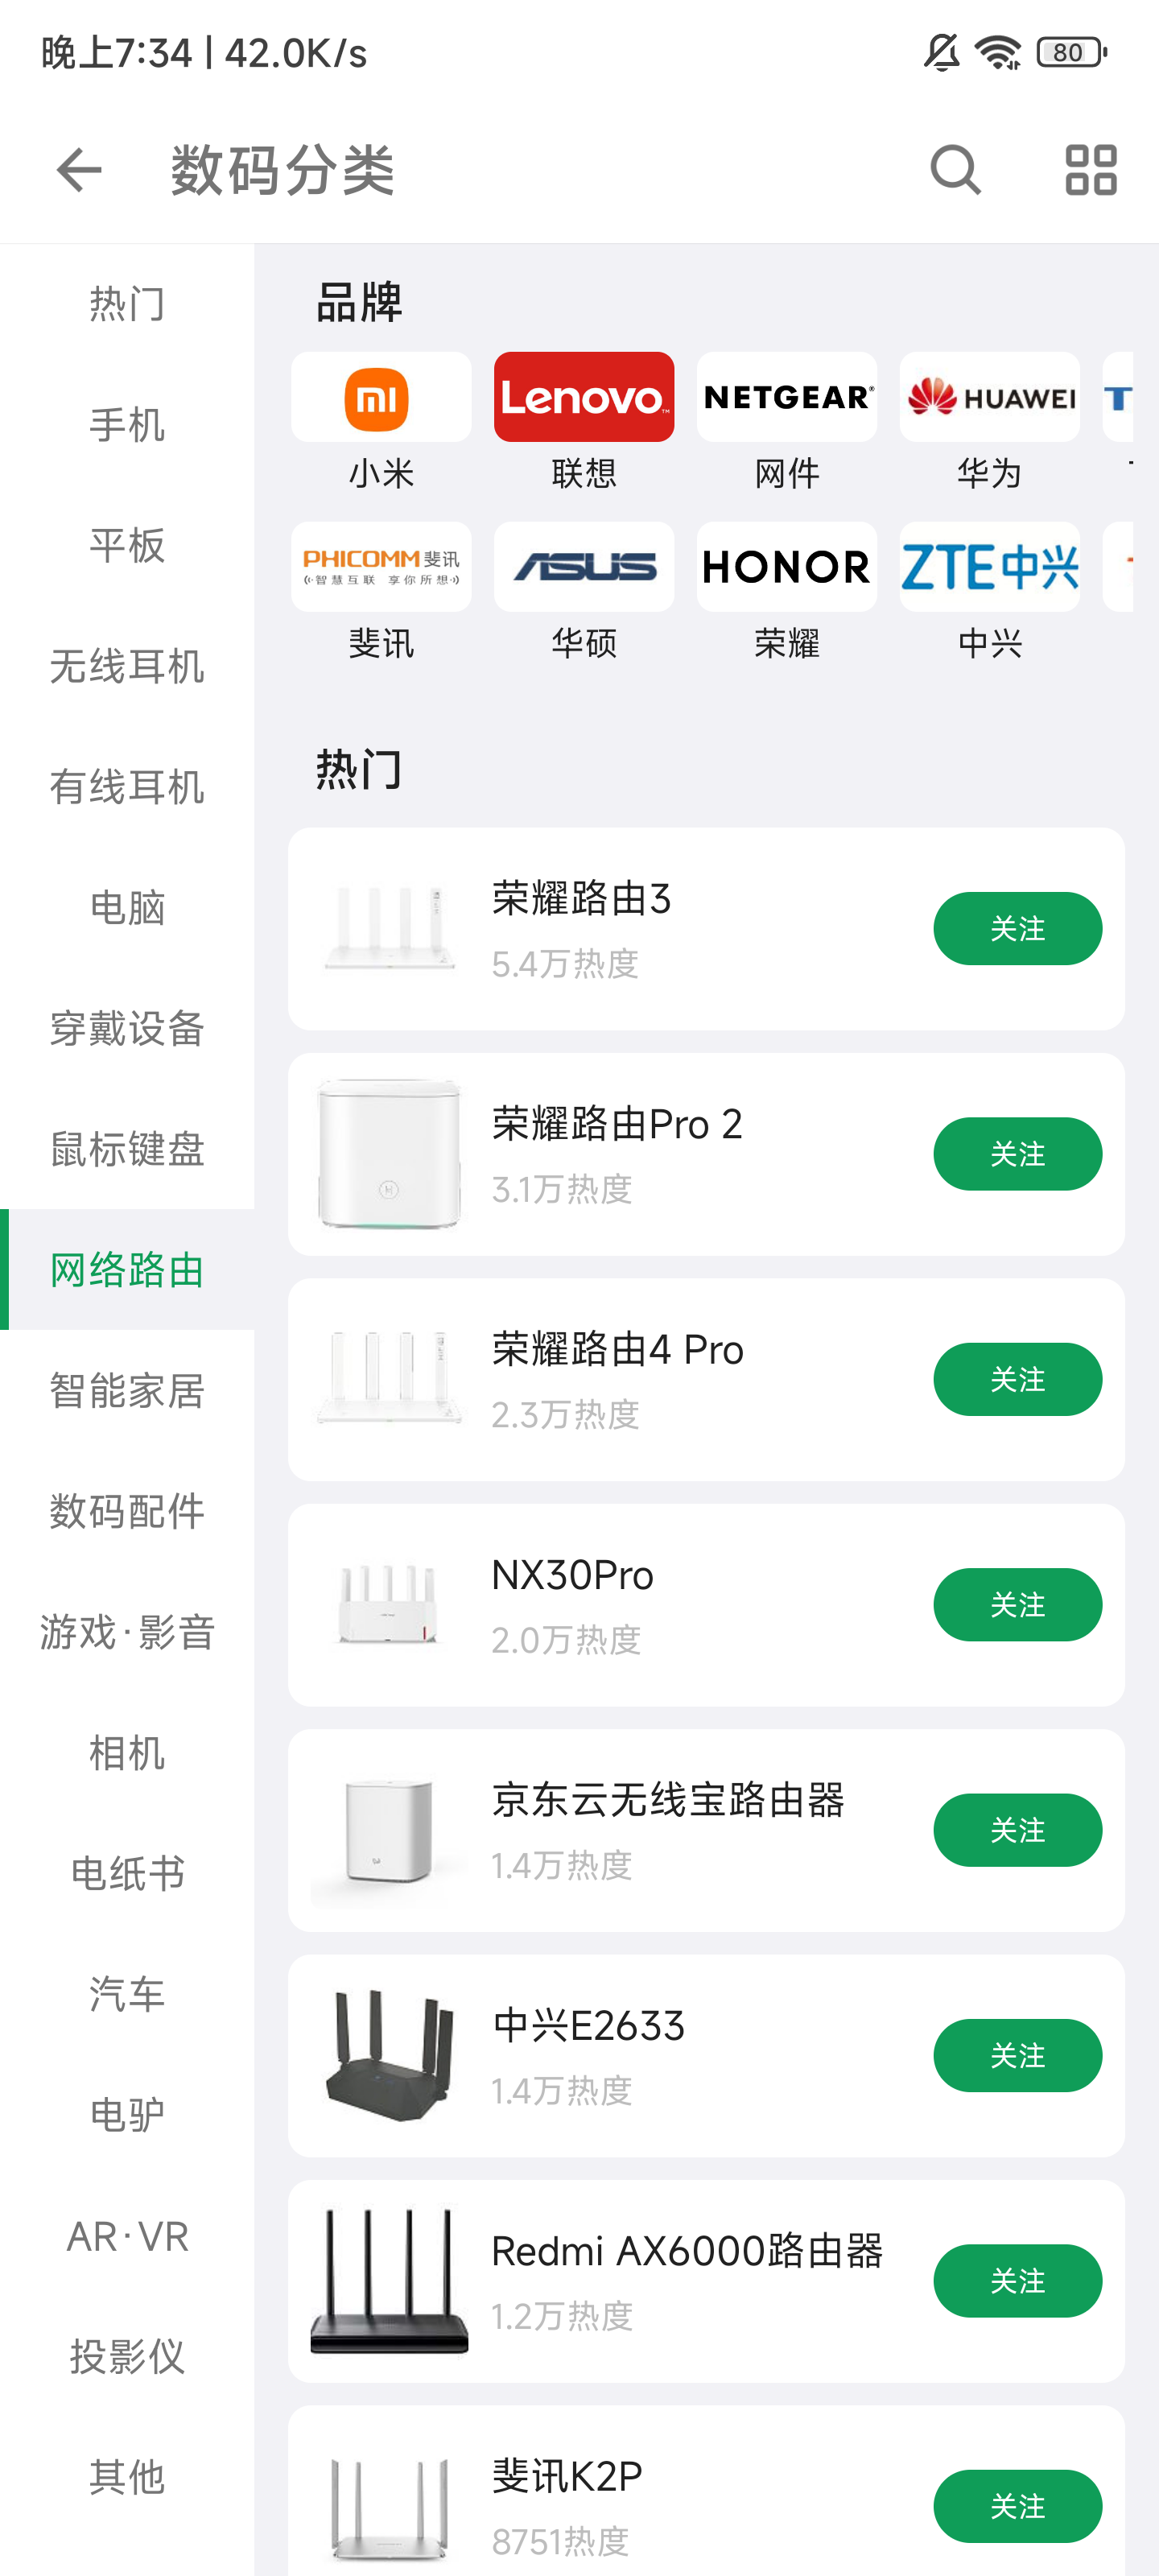 晚上7:34 | 42.0K/s
80
数码分类
热门
手机
平板
无线耳机
有线耳机
电脑
穿戴设备
鼠标键盘
网络路由
智能家居
数码配件
游戏·影音
相机
电纸书
汽车
电驴
AR·VR
投影仪
其他
品牌
小米
Lenovo™
联想
NETGEAR®
网件
HUAWEI
华为
T
PHICOMM 斐讯
智慧互联 享你所想
斐讯
ASUS
华硕
HONOR
荣耀
ZTE中兴
中兴
热门
荣耀路由3
5.4万热度
关注
荣耀路由Pro 2
3.1万热度
关注
荣耀路由4 Pro
2.3万热度
关注
NX30Pro
2.0万热度
关注
京东云无线宝路由器
1.4万热度
关注
中兴E2633
1.4万热度
关注
Redmi AX6000路由器
1.2万热度
关注
斐讯K2P
8751热度
关注